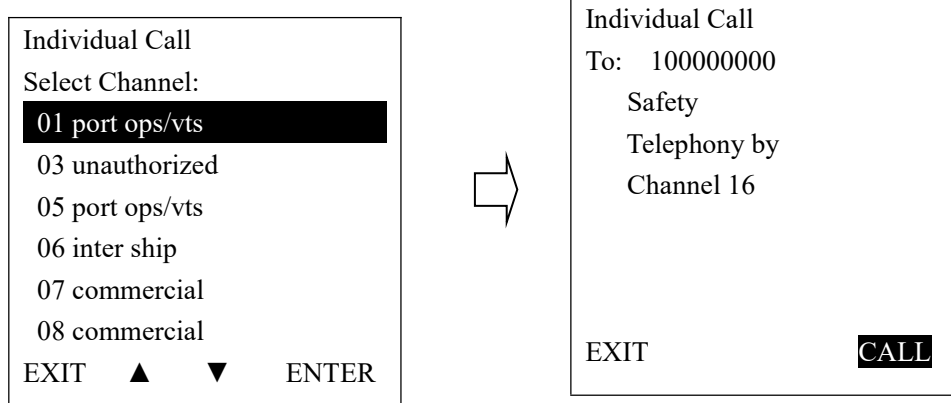 Individual Call
Select Channel:
01 port ops/vts
03 unauthorized
05 port ops/vts
06 inter ship
07 commercial
08 commercial
EXIT ▲ ▼ ENTER
Individual Call
To: 100000000
Safety
Telephony by
Channel 16
EXIT CALL